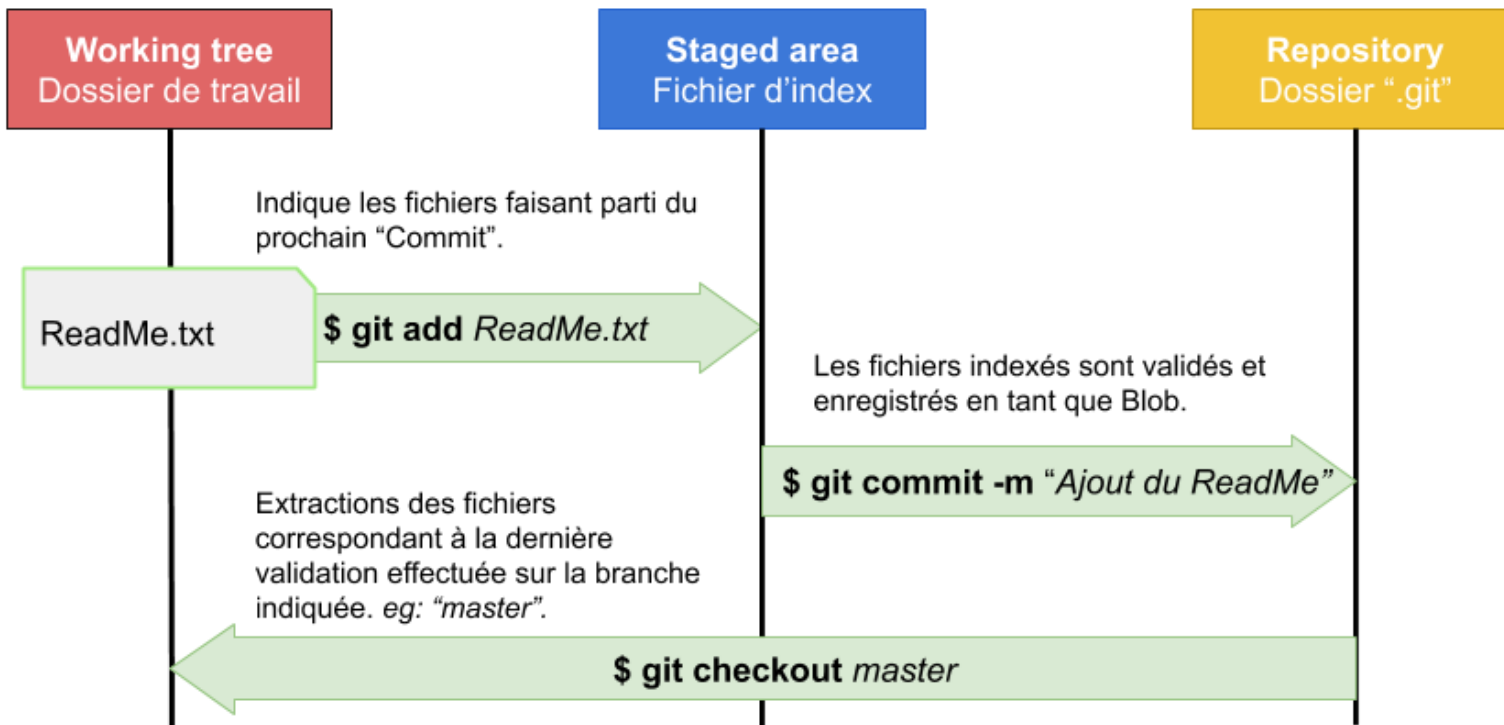 Working tree
Dossier de travail
Staged area
Fichier d’index
Repository
Dossier “.git”
Indique les fichiers faisant parti du
prochain “Commit”.
ReadMe.txt
$ git add ReadMe.txt
Les fichiers indexés sont validés et
enregistrés en tant que Blob.
$ git commit -m “Ajout du ReadMe”
Extractions des fichiers
correspondant à la dernière
validation effectuée sur la branche
indiquée. eg: “master”.
$ git checkout master